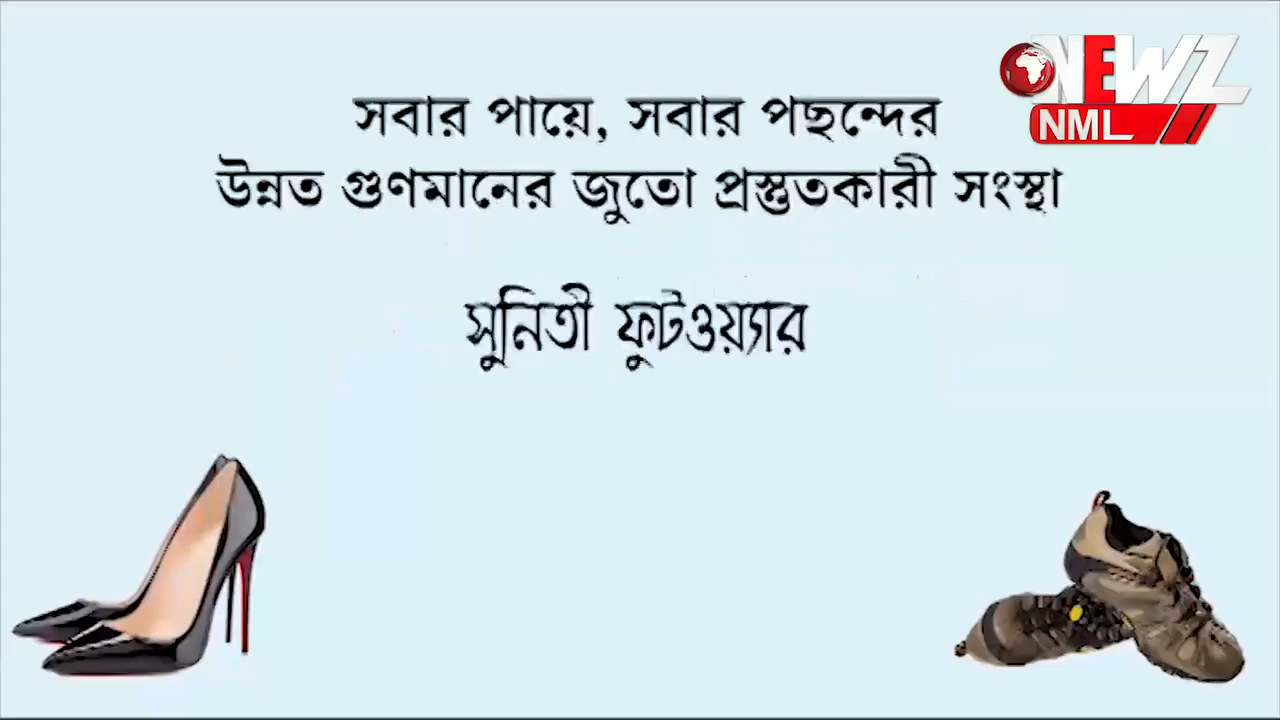 NEWZ
NML
সবার পায়ে, সবার পছন্দের
উন্নত গুণমানের জুতো প্রস্তুতকারী সংস্থা
সুনিতী ফুটওয়্যার